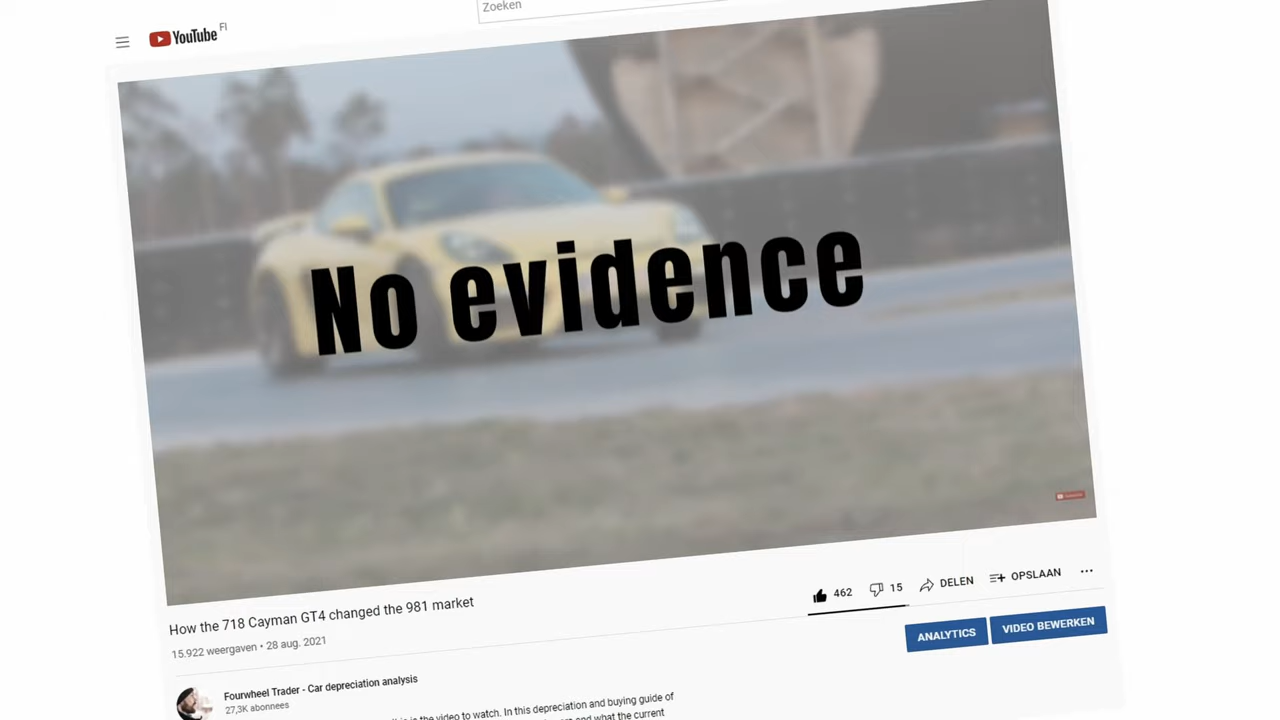 Zoeken
YouTube FI
No evidence
How the 718 Cayman GT4 changed the 981 market
15.922 weergaven • 28 aug. 2021
462
15
DELEN
OPSLAAN
ANALYTICS
VIDEO BEWERKEN
Fourwheel Trader - Car depreciation analysis
27,3K abonnees
is the video to watch. In this depreciation and buying guide of
and what the current